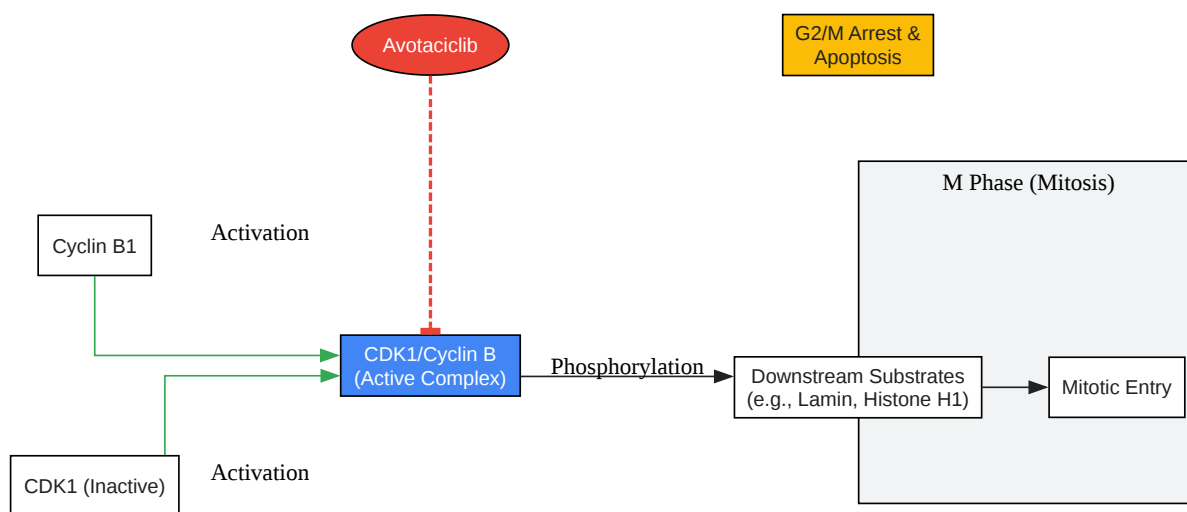 Avotaciclib
G2/M Arrest &
Apoptosis
M Phase (Mitosis)
Cyclin B1
Activation
CDK1/Cyclin B
(Active Complex)
Phosphorylation
Downstream Substrates
(e.g., Lamin, Histone H1)
Mitotic Entry
CDK1 (Inactive)
Activation